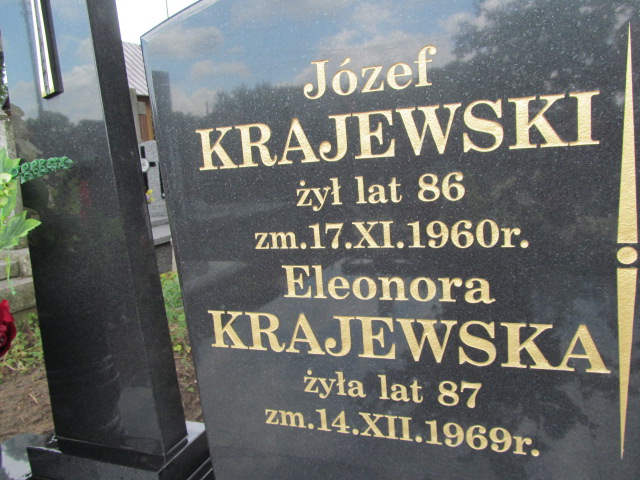 Józef
KRAJEWSKI
żył lat 86
zm.17.XI.1960r.
Eleonora
KRAJEWSKA
żyła lat 87
zm.14.XII.1969r.